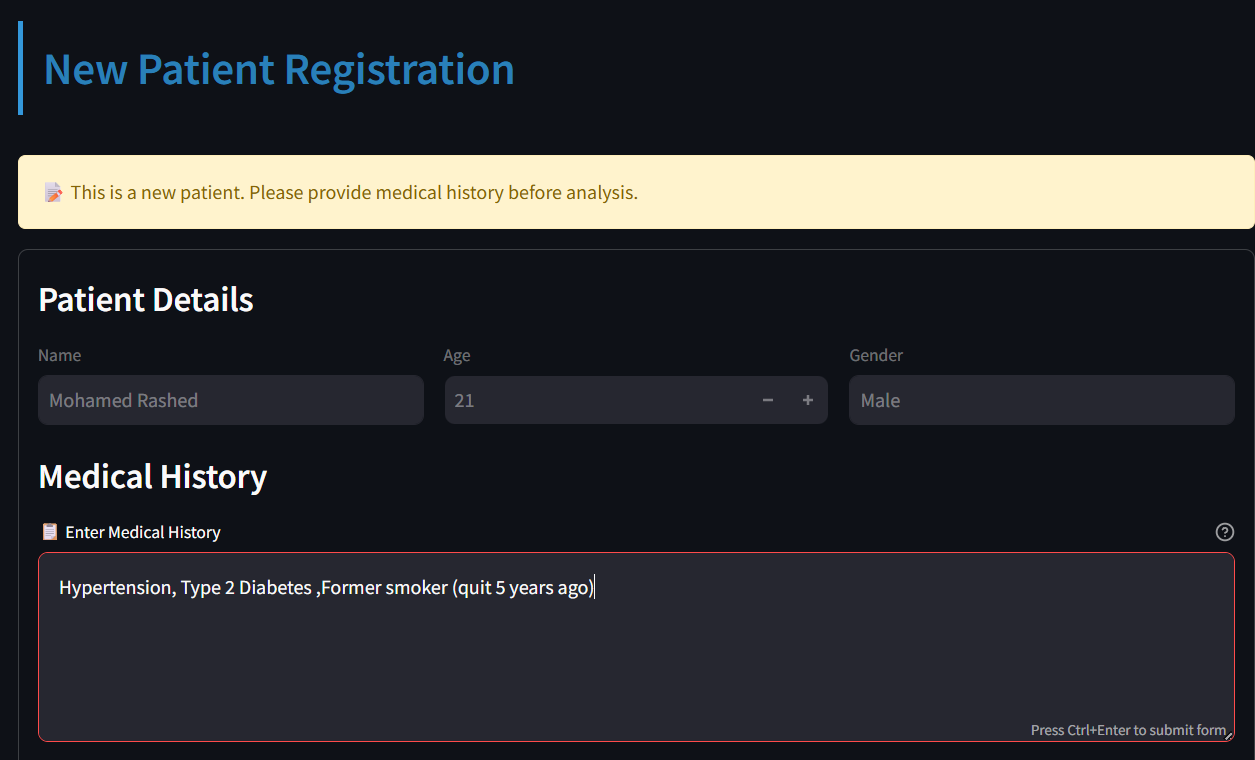 New Patient Registration
This is a new patient. Please provide medical history before analysis.
Patient Details
Name Age Gender
Mohamed Rashed 21 − + Male
Medical History
Enter Medical History ?
Hypertension, Type 2 Diabetes ,Former smoker (quit 5 years ago)
Press Ctrl+Enter to submit form